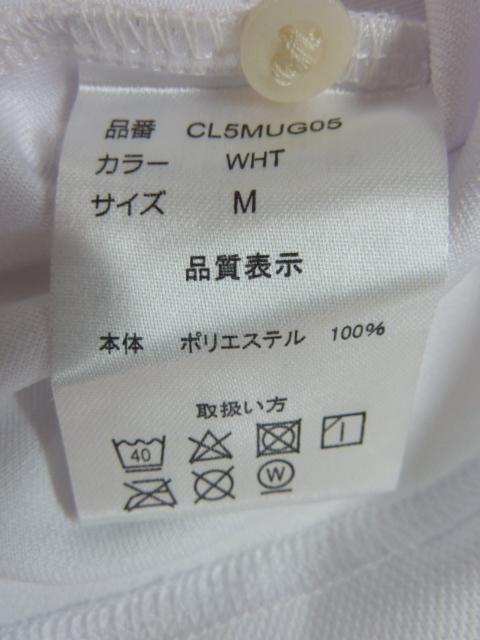 品番 CL5MUG05
カラー WHT
サイズ M
品質表示
本体 ポリエステル 100%
取扱い方
40
W